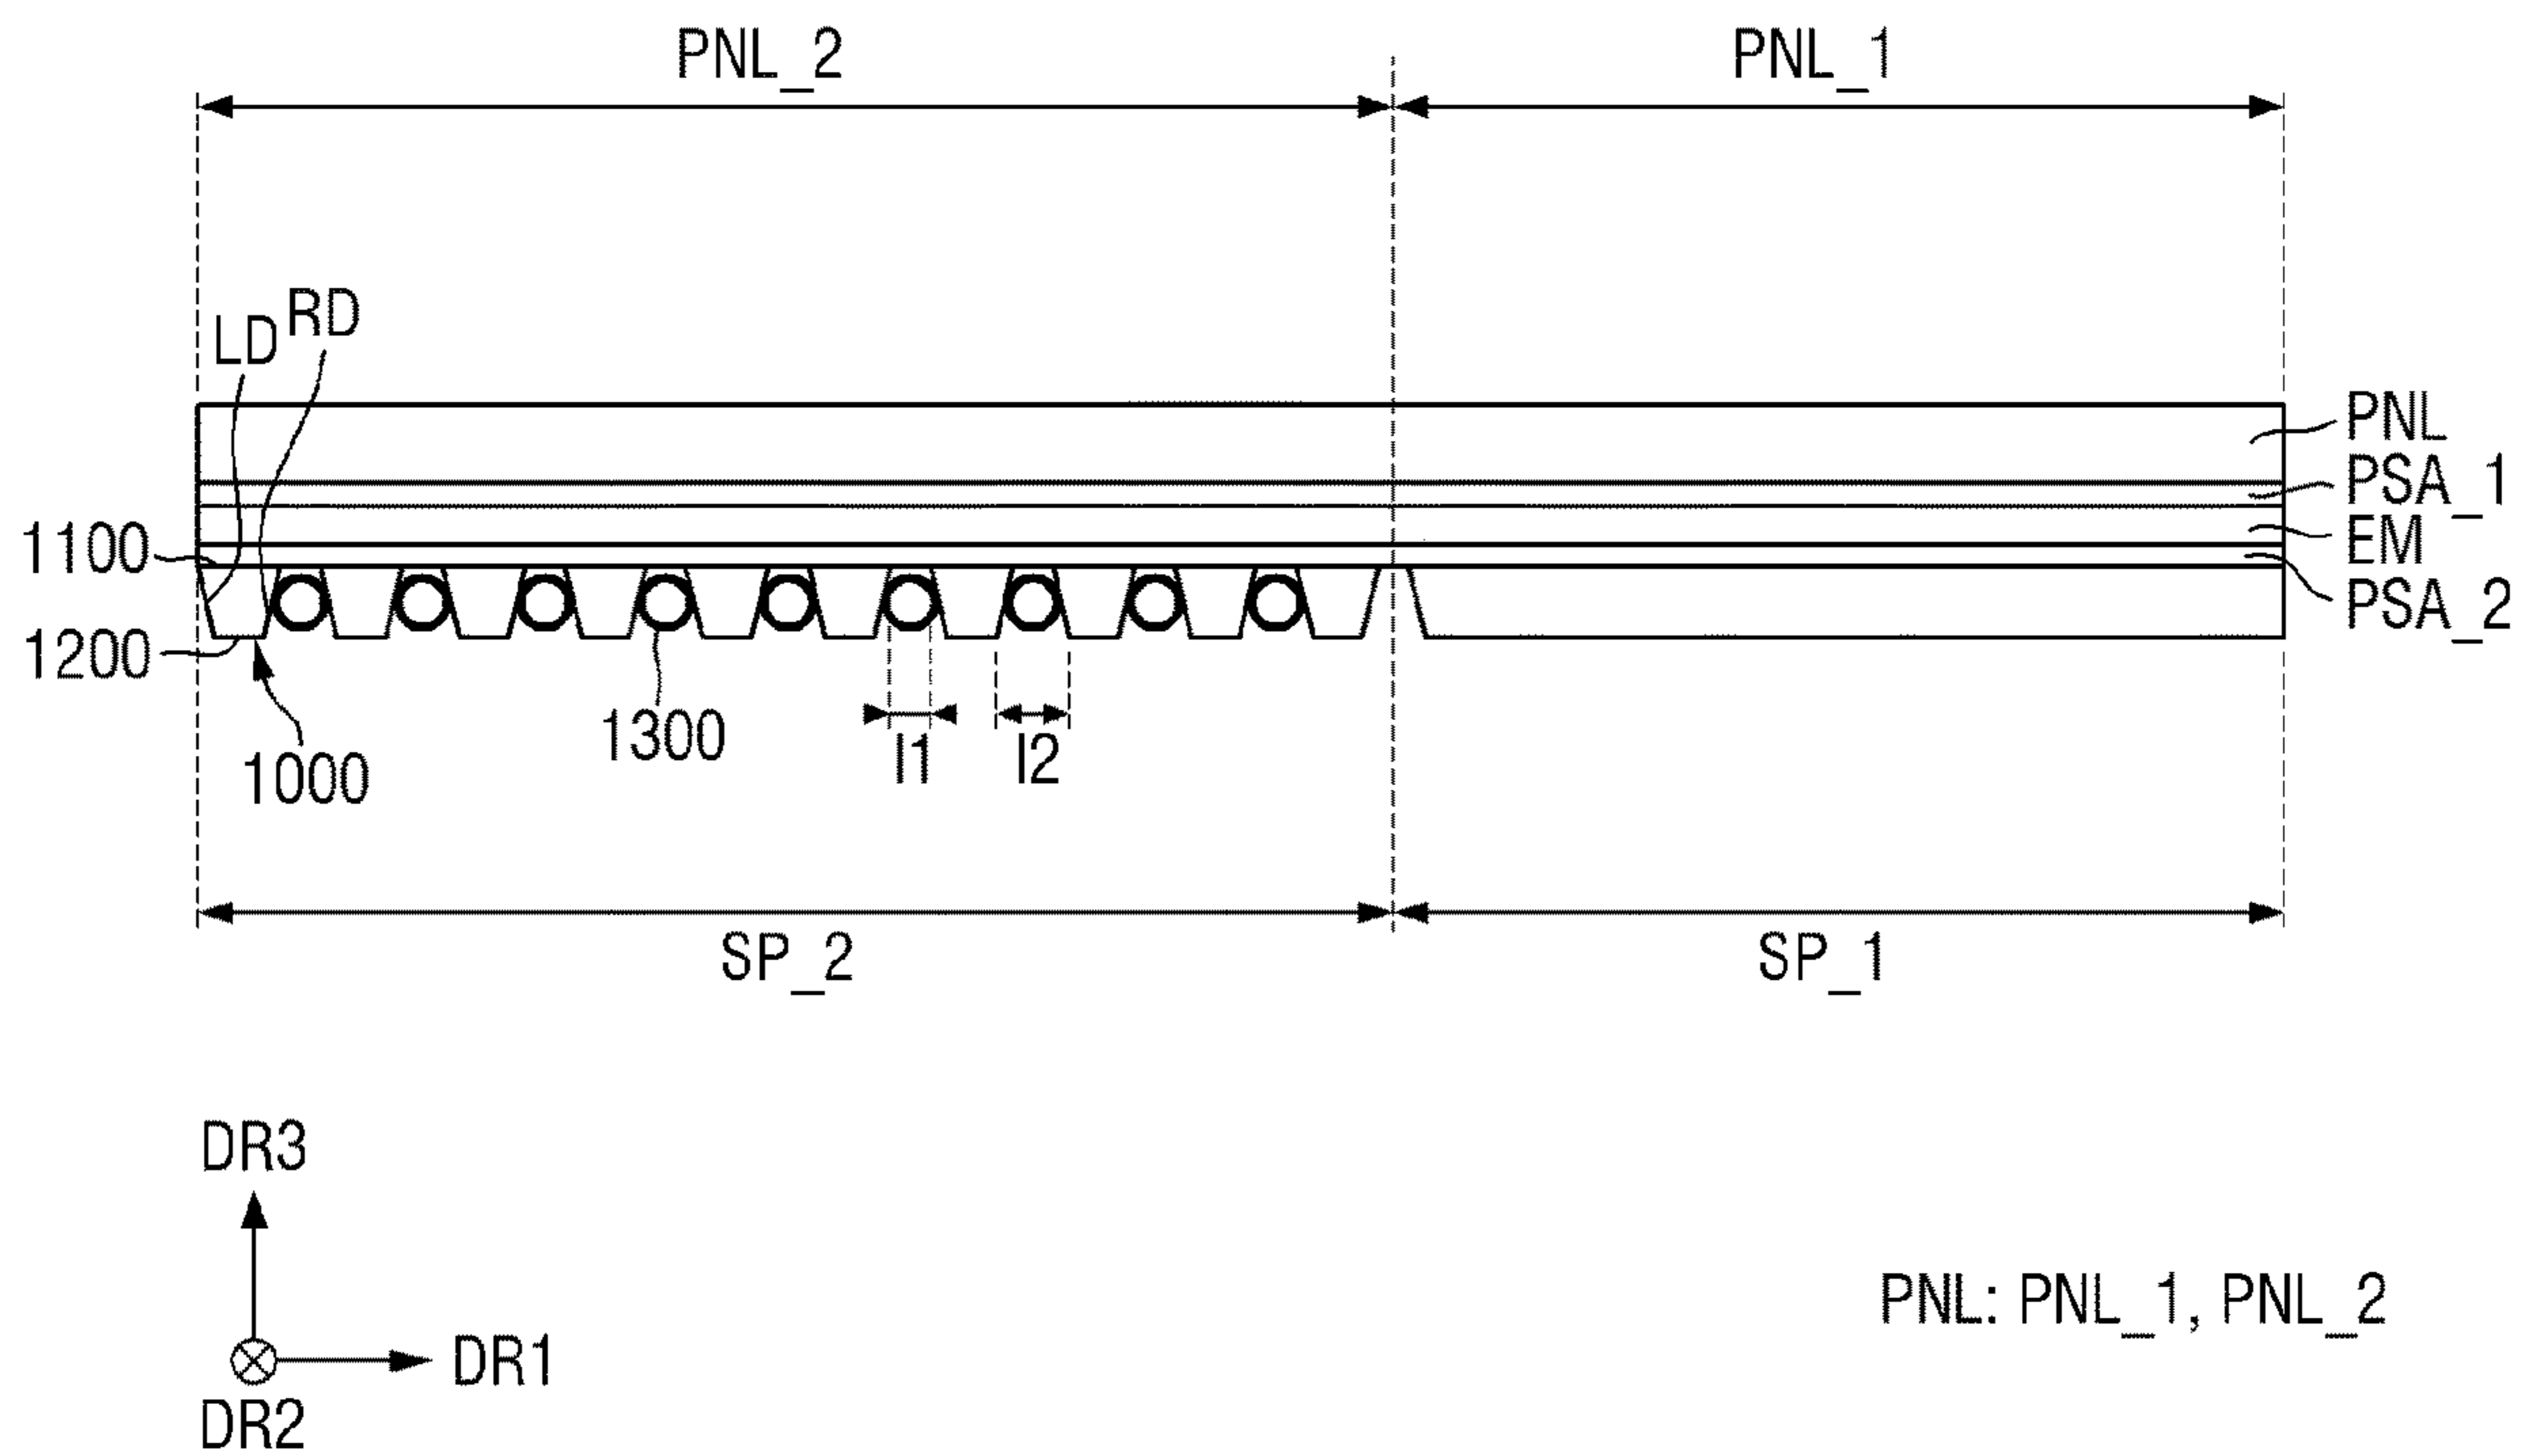 PNL_2
PNL_1
LD
RD
PNL
PSA_1
EM
PSA_2
1100
1200
1000
1300
I1
I2
SP_2
SP_1
DR3
DR1
DR2
PNL: PNL_1, PNL_2